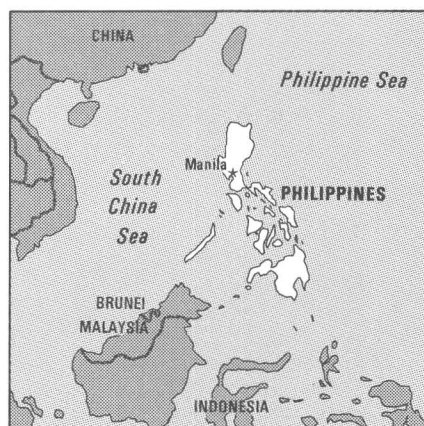 CHINA
Philippine Sea
Manila
South
China
Sea
PHILIPPINES
BRUNEI
MALAYSIA
INDONESIA